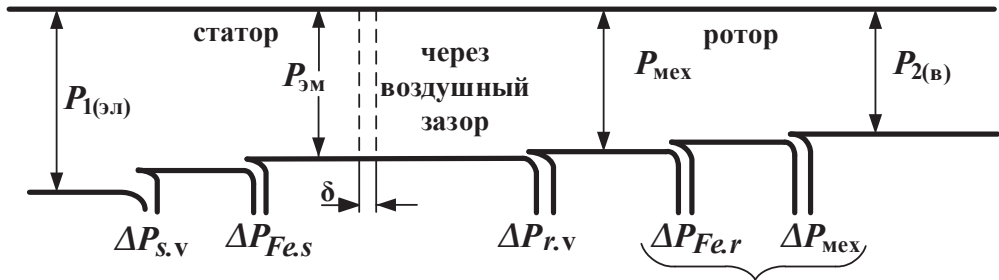 статор
через
воздушный
зазор
ротор
P1(эл)
Pэм
Pмех
P2(в)
δ
ΔPs.v
ΔPFe.s
ΔPr.v
ΔPFe.r
ΔPмех